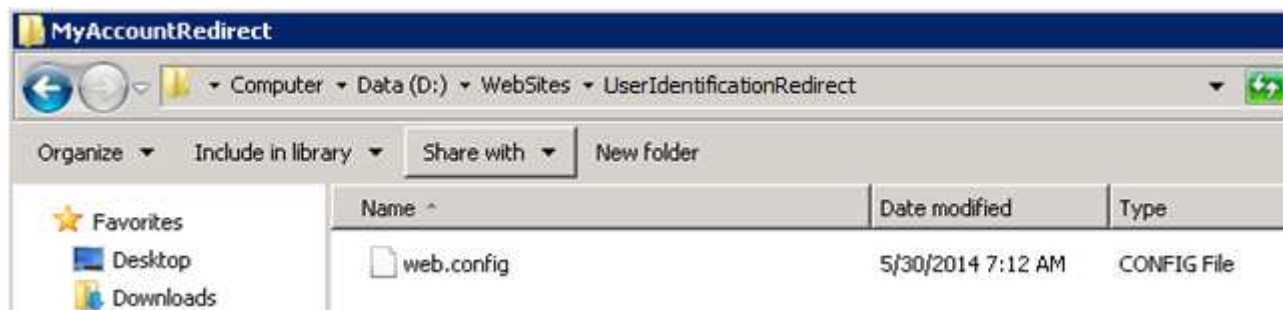 MyAccountRedirect
Computer Data (D:) WebSites UserIdentificationRedirect
Organize Include in library Share with New folder
Favorites Name Date modified Type
Desktop web.config 5/30/2014 7:12 AM CONFIG File
Downloads